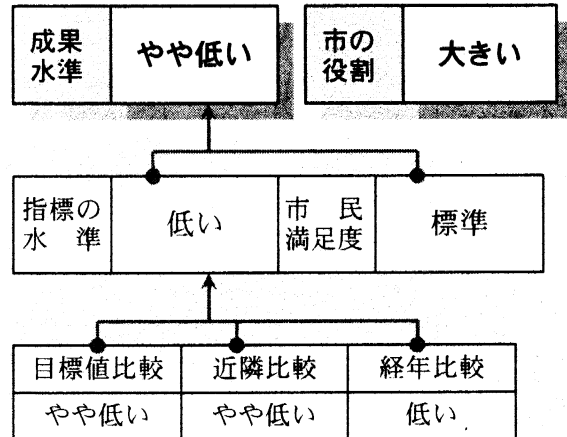 成果
水準
やや低い
市の
役割
大きい
指標の
水 準
低い
市 民
満足度
標準
目標値比較 近隣比較 経年比較
やや低い やや低い 低い